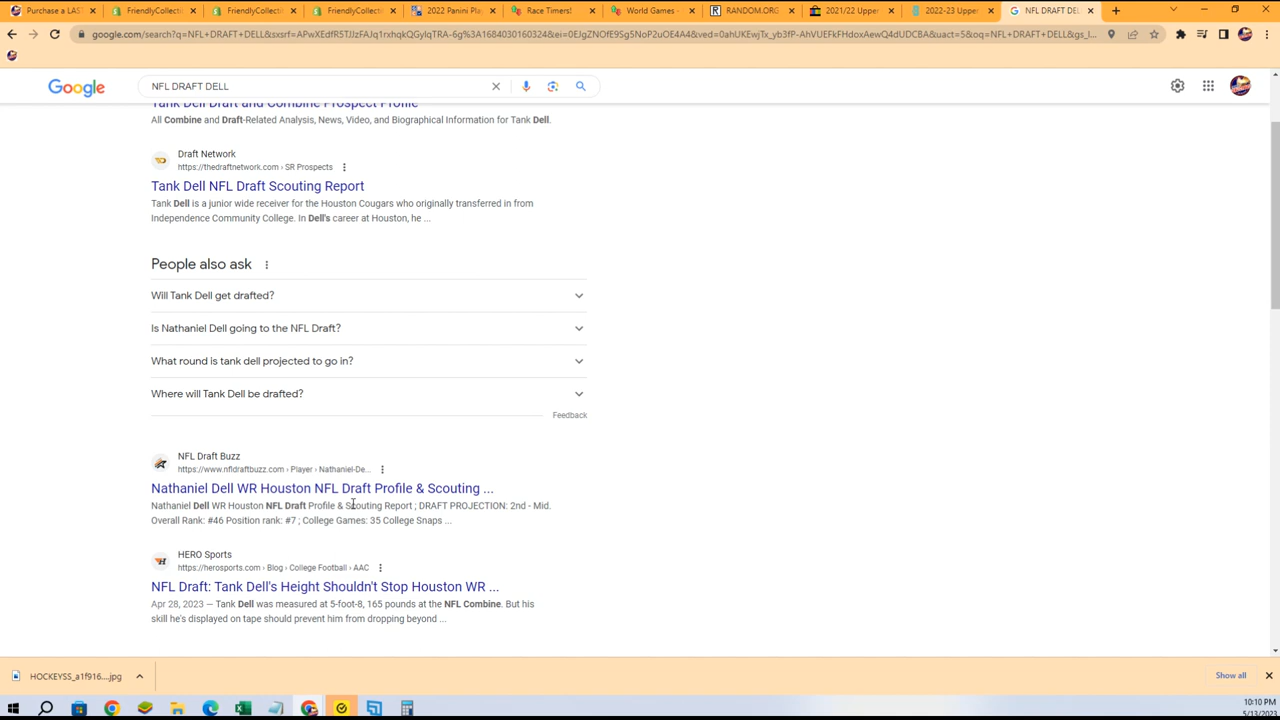 Purchase a LAS
FriendlyCollecti
FriendlyCollecti
FriendlyCollecti
2022 Panini Pla
Race Timers!
World Games -
RANDOM.ORG
2021/22 Upper
2022-23 Upper
NFL DRAFT DEL
google.com/search?q=NFL+DRAFT+DELL&sxsrf=
NFL DRAFT DELL
Google
Tank Dell Draft and Combine Prospect Profile
All Combine and Draft-Related Analysis, News, Video, and Biographical Information for Tank Dell.
Draft Network
https://thedraftnetwork.com › SR Prospects
Tank Dell NFL Draft Scouting Report
Tank Dell is a junior wide receiver for the Houston Cougars who originally transferred in from
Independence Community College. In Dell's career at Houston, he ...
People also ask
Will Tank Dell get drafted?
Is Nathaniel Dell going to the NFL Draft?
What round is tank dell projected to go in?
Where will Tank Dell be drafted?
Feedback
NFL Draft Buzz
https://www.nfldraftbuzz.com › Player › Nathaniel-De...
Nathaniel Dell WR Houston NFL Draft Profile & Scouting ...
Nathaniel Dell WR Houston NFL Draft Profile & Scouting Report ; DRAFT PROJECTION: 2nd - Mid.
Overall Rank: #46 Position rank: #7 ; College Games: 35 College Snaps ...
HERO Sports
https://herosports.com › Blog › College Football › AAC
NFL Draft: Tank Dell's Height Shouldn't Stop Houston WR ...
Apr 28, 2023 — Tank Dell was measured at 5-foot-8, 165 pounds at the NFL Combine. But his
skill he's displayed on tape should prevent him from dropping beyond ...
HOCKEYSS_a1f916....jpg
Show all
10:10 PM
5/13/2023